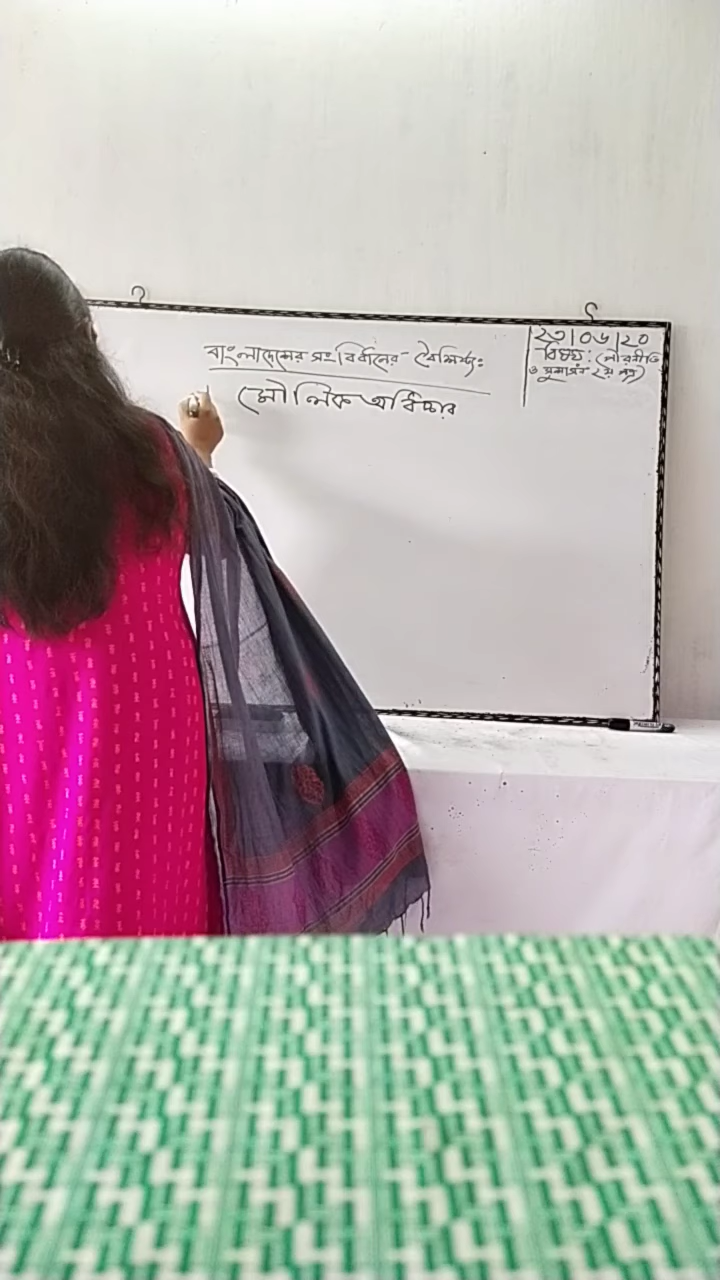 বাংলাদেশের সংবিধানের বৈশিষ্ট্য:
মৌলিক অধিকার
২৩|০৬|২০
বিষয়: (পৌরনীতি
ও সুশাসন ২য় পত্র)